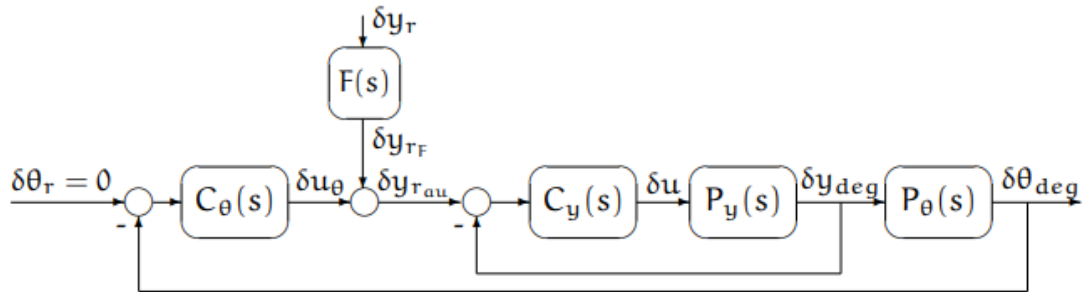 δy_r
F(s)
δy_{r_F}
δθ_r = 0 C_θ(s) δu_θ δy_{r_{au}} C_y(s) δu P_y(s) δy_{deg} P_θ(s) δθ_{deg}
- -